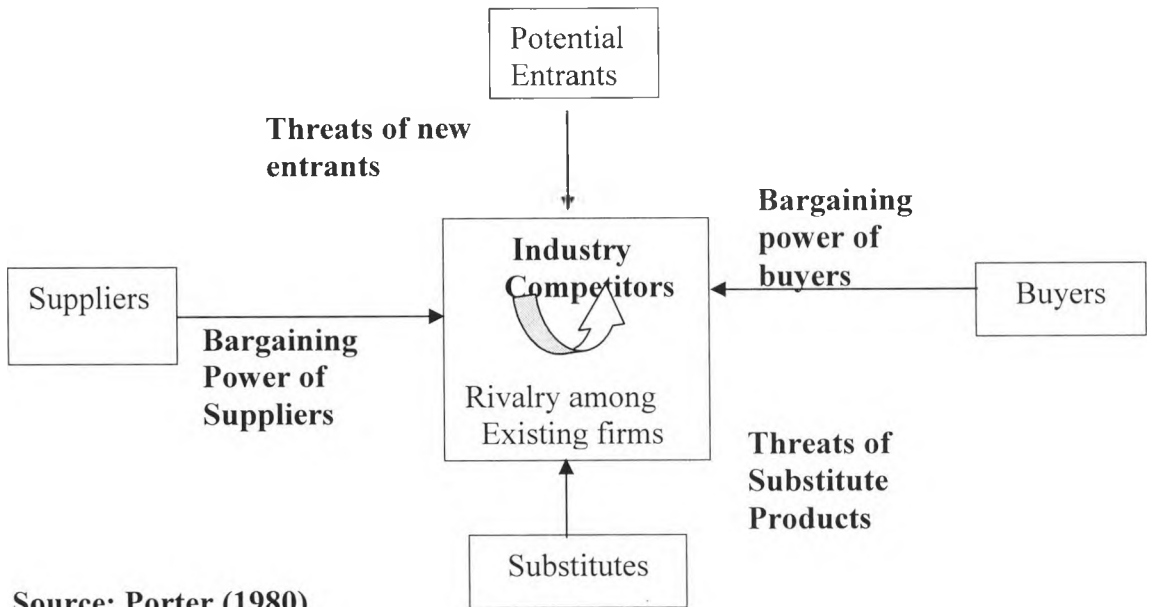 Potential
Entrants
Threats of new
entrants
Bargaining
power of
buyers
Industry
Competitors
Suppliers
Buyers
Bargaining
Power of
Suppliers
Rivalry among
Existing firms
Threats of
Substitute
Products
Substitutes
Source: Porter (1980)